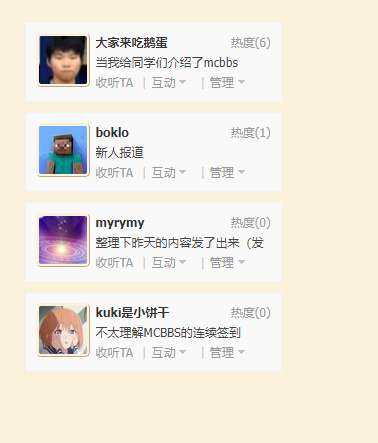 大家来吃鹅蛋 热度(6)
当我给同学们介绍了mcbbs
收听TA | 互动 | 管理
boklo 热度(1)
新人报道
收听TA | 互动 | 管理
myrymy 热度(0)
整理下昨天的内容发了出来（发
收听TA | 互动 | 管理
kuki是小饼干 热度(0)
不太理解MCBBS的连续签到
收听TA | 互动 | 管理